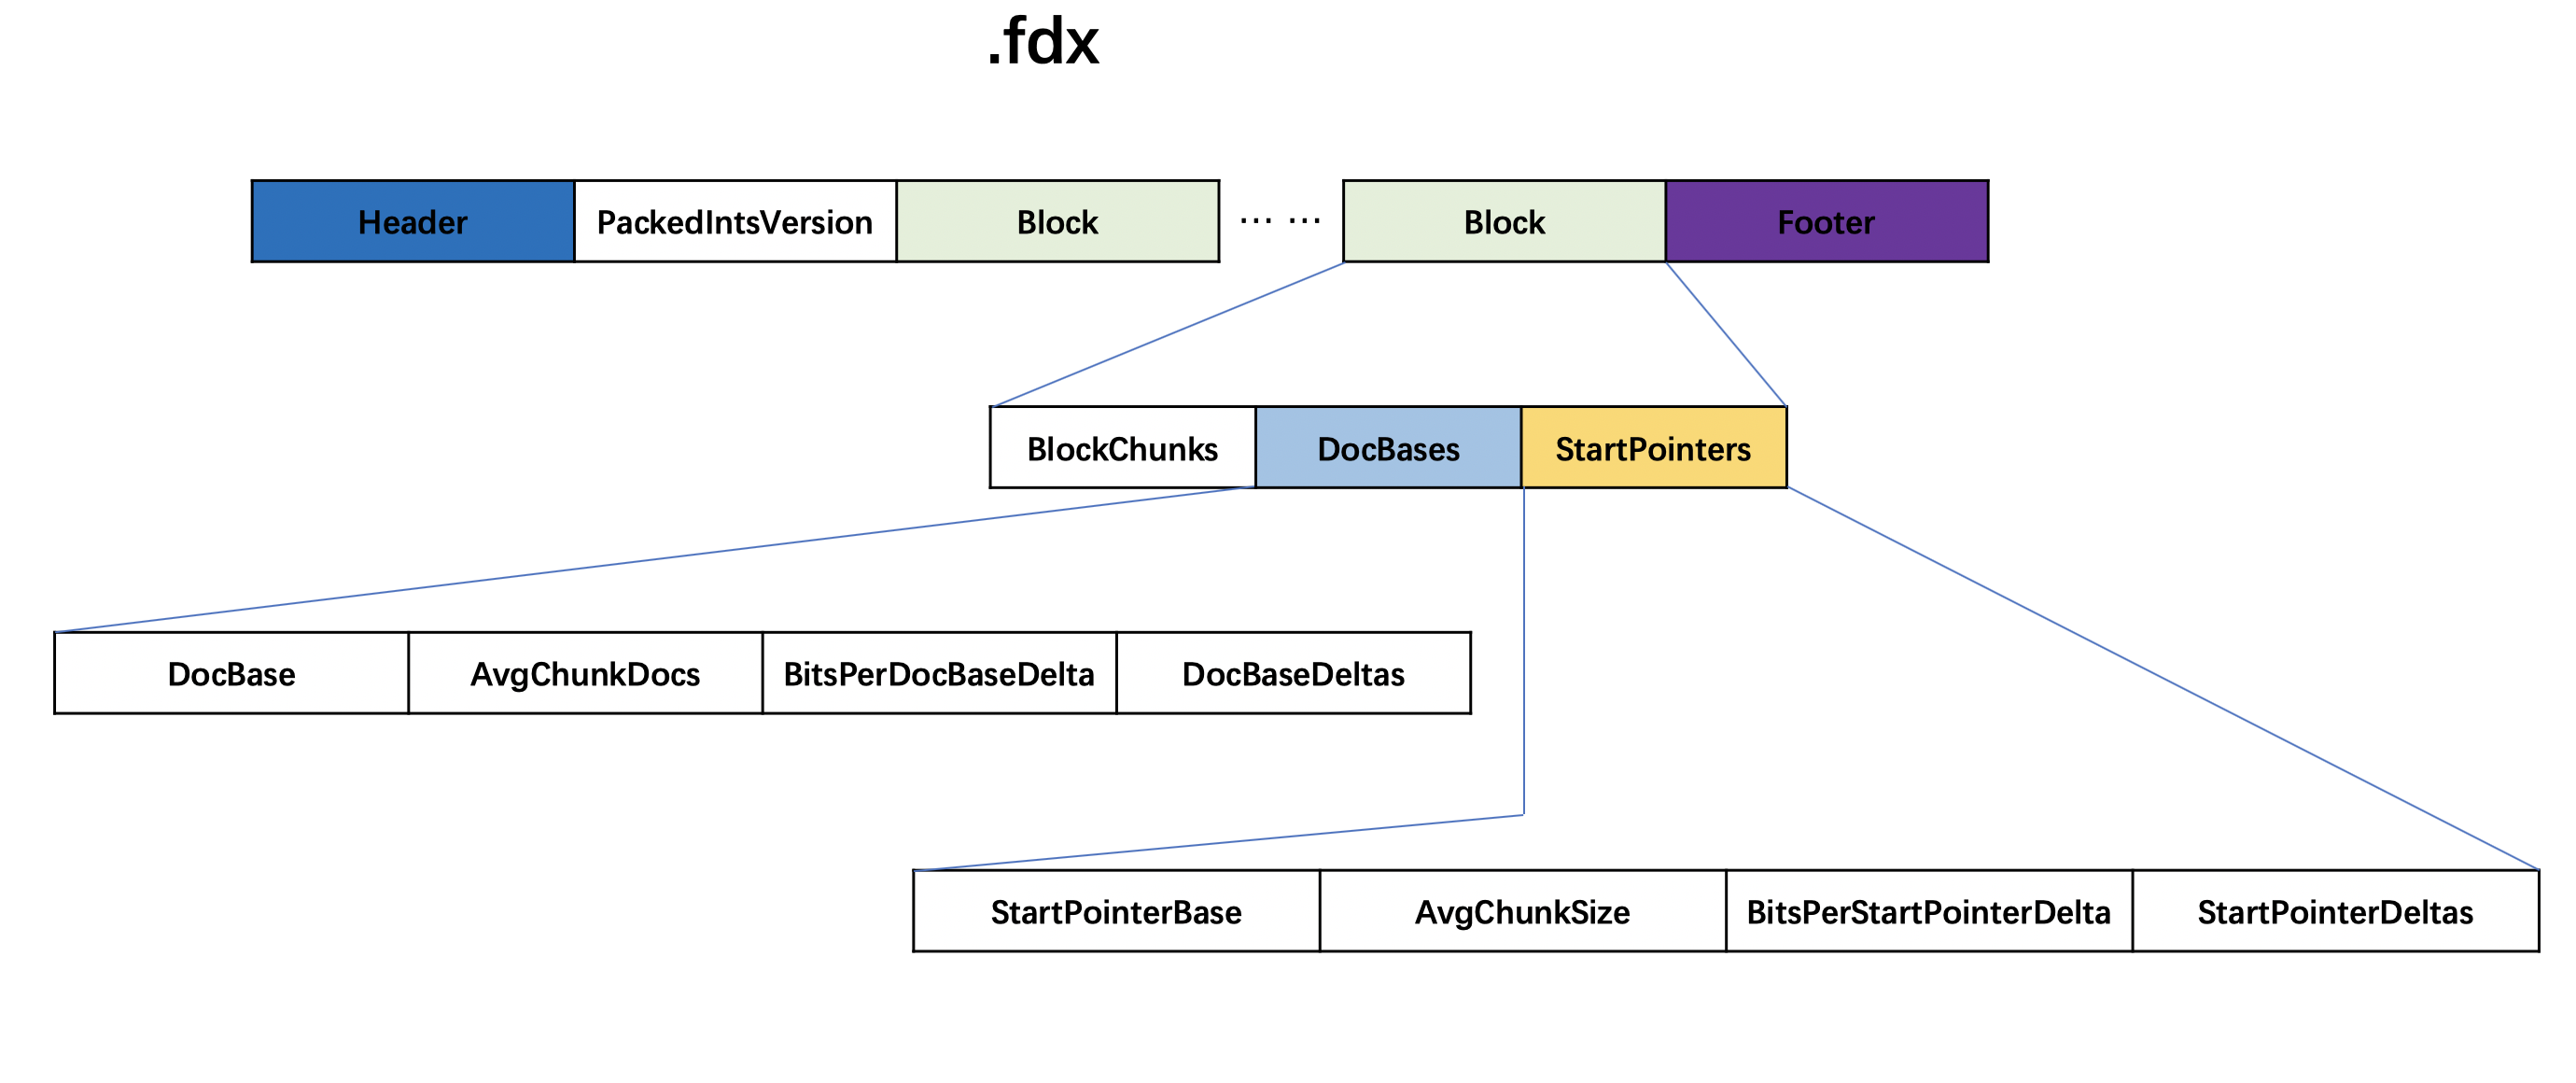 .fdx
Header PackedIntsVersion Block ... ... Block Footer
BlockChunks DocBases StartPointers
DocBase AvgChunkDocs BitsPerDocBaseDelta DocBaseDeltas
StartPointerBase AvgChunkSize BitsPerStartPointerDelta StartPointerDeltas